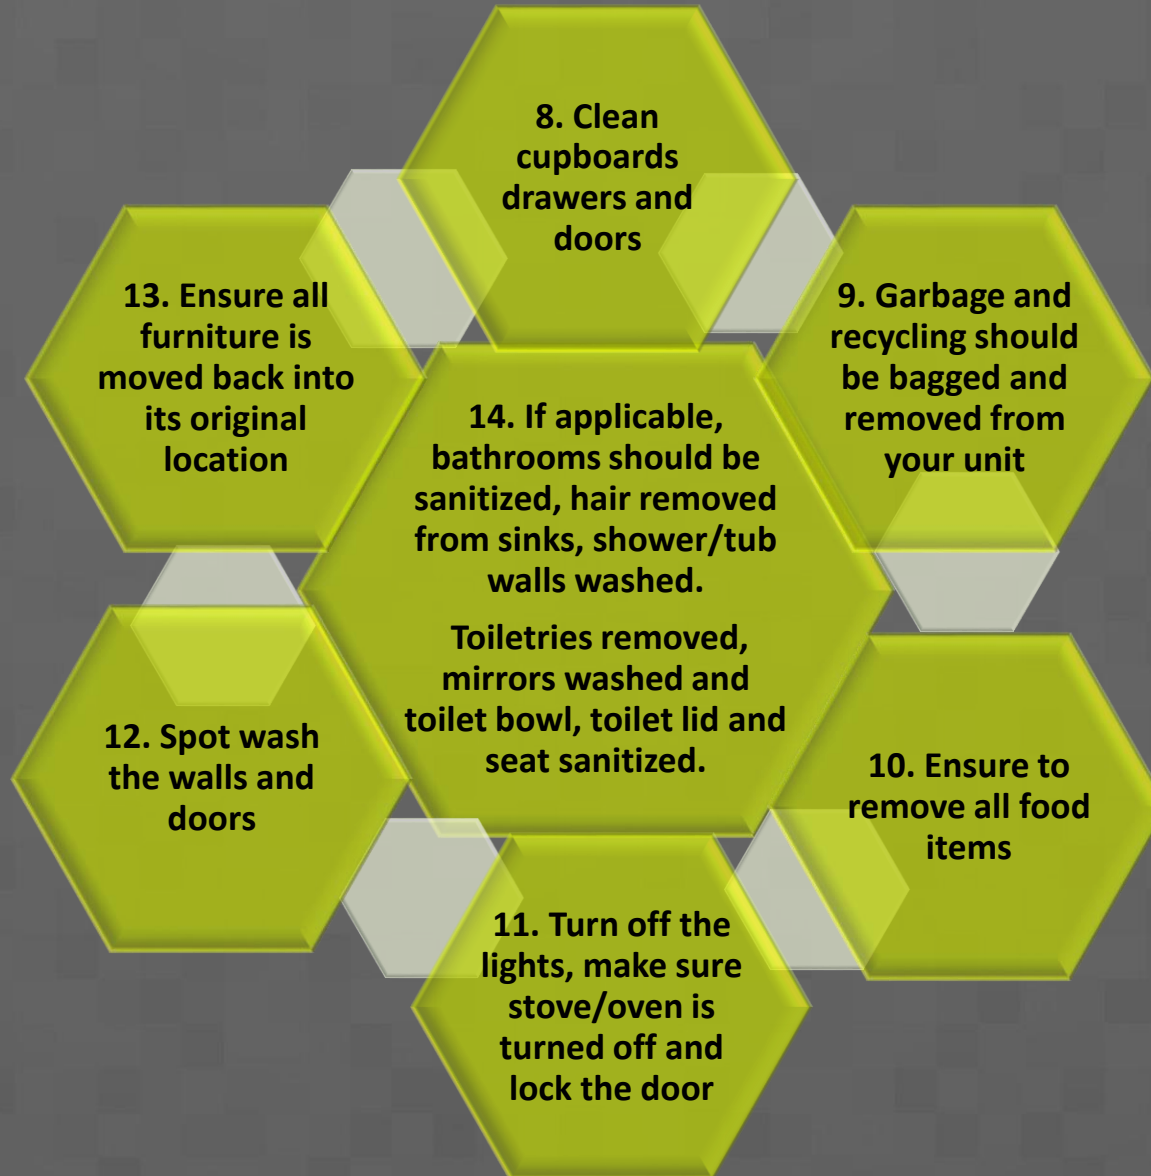 8. Clean
cupboards
drawers and
doors
9. Garbage and
recycling should
be bagged and
removed from
your unit
10. Ensure to
remove all food
items
11. Turn off the
lights, make sure
stove/oven is
turned off and
lock the door
12. Spot wash
the walls and
doors
13. Ensure all
furniture is
moved back into
its original
location
14. If applicable,
bathrooms should be
sanitized, hair removed
from sinks, shower/tub
walls washed.
Toiletries removed,
mirrors washed and
toilet bowl, toilet lid and
seat sanitized.